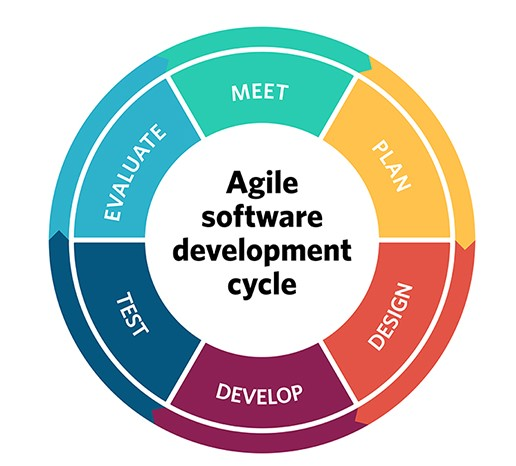 MEET
PLAN
DESIGN
DEVELOP
TEST
EVALUATE
Agile
software
development
cycle